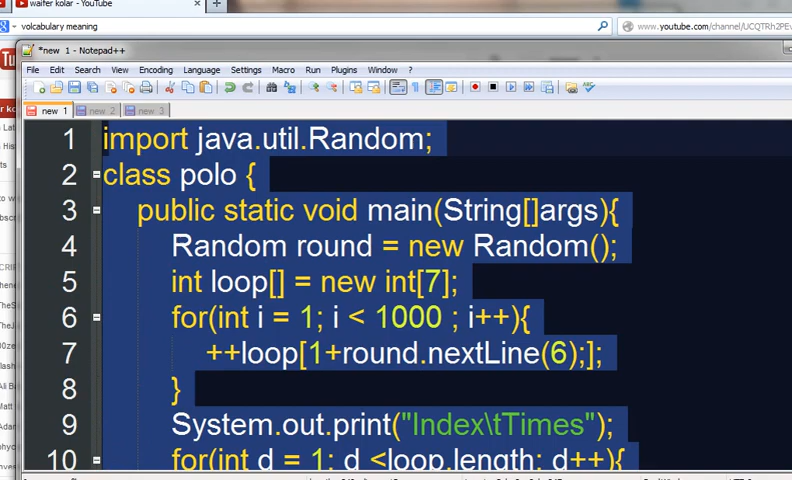 waifer kolar - YouTube
volcabulary meaning
www.youtube.com/channel/UCQTRh2PEv
*new 1 - Notepad++
File Edit Search View Encoding Language Settings Macro Run Plugins Window ?
new 1 new 2 new 3
1 import java.util.Random;
2 class polo {
3 public static void main(String[]args){
4 Random round = new Random();
5 int loop[] = new int[7];
6 for(int i = 1; i < 1000 ; i++){
7 ++loop[1+round.nextLine(6);];
8 }
9 System.out.print("Index\tTimes");
10 for(int d = 1; d <loop.length; d++){